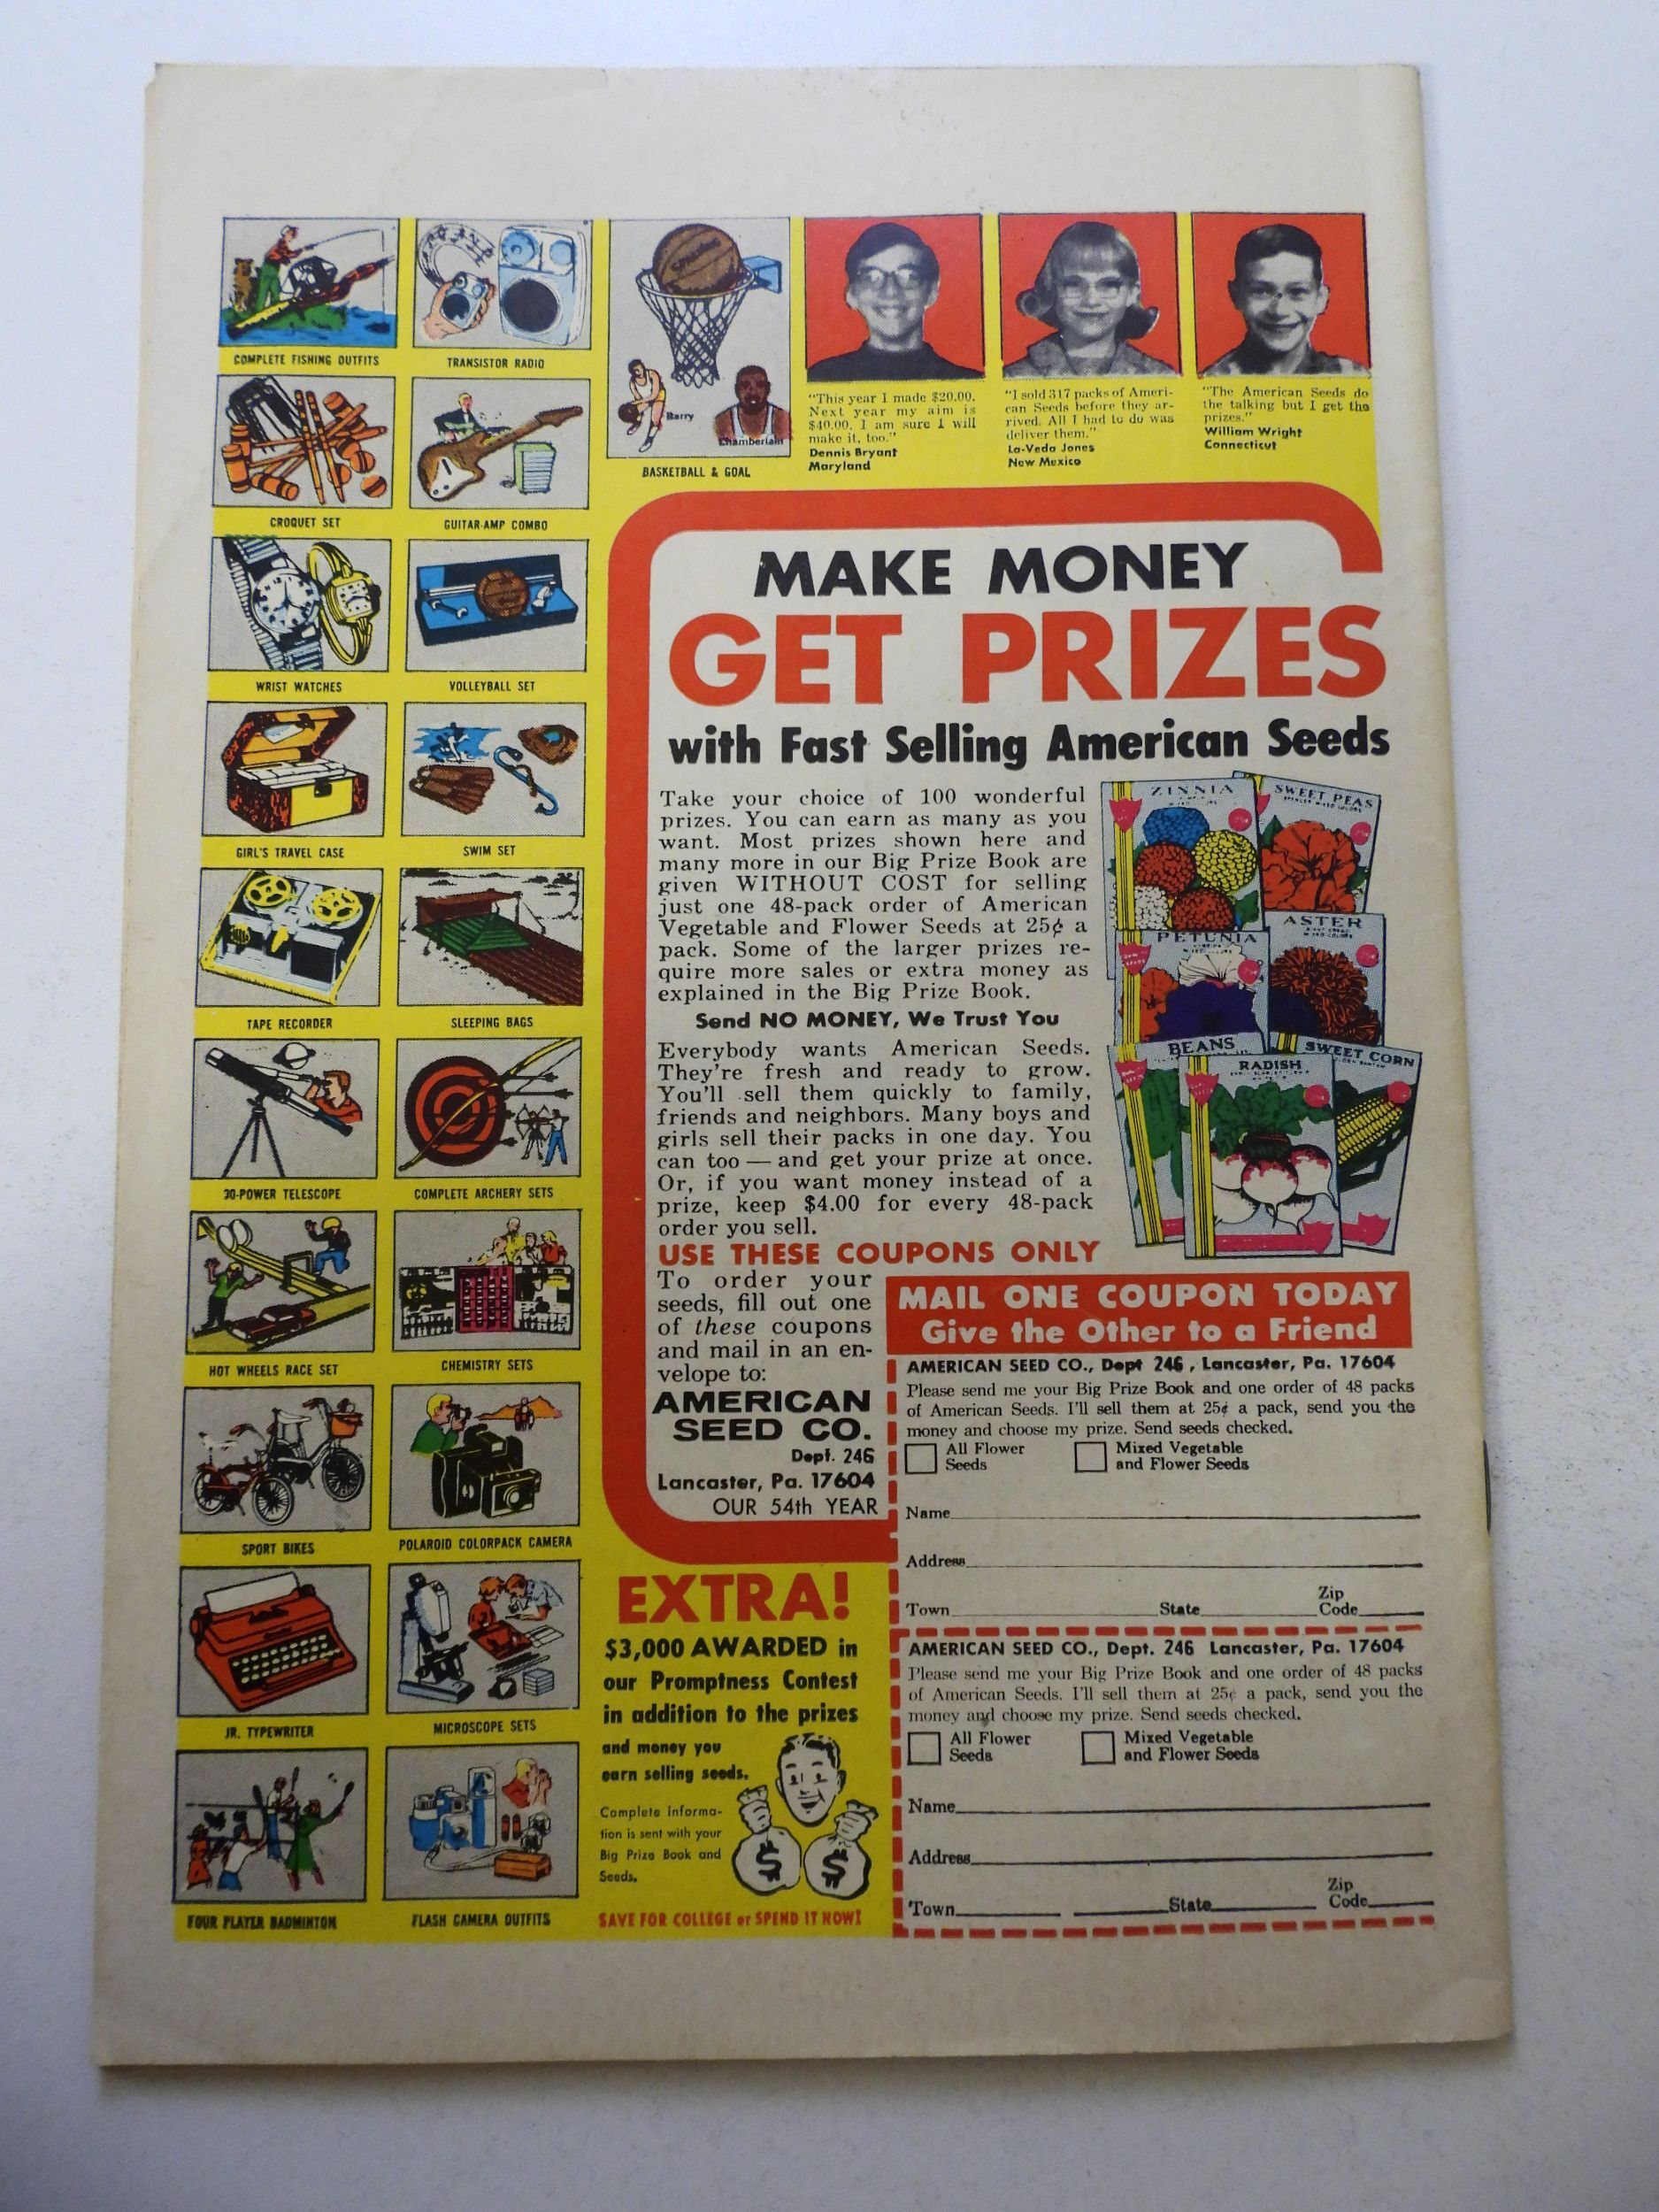 COMPLETE FISHING OUTFITS
TRANSISTOR RADIO
CROQUET SET
GUITAR-AMP COMBO
WRIST WATCHES
VOLLEYBALL SET
GIRL'S TRAVEL CASE
SWIM SET
TAPE RECORDER
SLEEPING BAGS
30-POWER TELESCOPE
COMPLETE ARCHERY SETS
HOT WHEELS RACE SET
CHEMISTRY SETS
SPORT BIKES
POLAROID COLORPACK CAMERA
JR. TYPEWRITER
MICROSCOPE SETS
FOUR PLAYER BADMINTON
FLASH CAMERA OUTFITS
Spalding
Barry
Chamberlain
BASKETBALL & GOAL
"This year I made $20.00.
Next year my aim is
$40.00. I am sure I will
make it, too."
Dennis Bryant
Maryland
"I sold 317 packs of Ameri-
can Seeds before they ar-
rived. All I had to do was
deliver them."
La-Veda Jones
New Mexico
"The American Seeds do
the talking but I get the
prizes."
William Wright
Connecticut
MAKE MONEY
GET PRIZES
with Fast Selling American Seeds
Take your choice of 100 wonderful
prizes. You can earn as many as you
want. Most prizes shown here and
many more in our Big Prize Book are
given WITHOUT COST for selling
just one 48-pack order of American
Vegetable and Flower Seeds at 25¢ a
pack. Some of the larger prizes re-
quire more sales or extra money as
explained in the Big Prize Book.
Send NO MONEY, We Trust You
Everybody wants American Seeds.
They're fresh and ready to grow.
You'll sell them quickly to family,
friends and neighbors. Many boys and
girls sell their packs in one day. You
can too — and get your prize at once.
Or, if you want money instead of a
prize, keep $4.00 for every 48-pack
order you sell.
ZINNIA
SWEET PEAS
PETUNIA
ASTER
BEANS
RADISH
SWEET CORN
USE THESE COUPONS ONLY
To order your
seeds, fill out one
of these coupons
and mail in an en-
velope to:
AMERICAN
SEED CO.
Dept. 246
Lancaster, Pa. 17604
OUR 54th YEAR
MAIL ONE COUPON TODAY
Give the Other to a Friend
AMERICAN SEED CO., Dept 246, Lancaster, Pa. 17604
Please send me your Big Prize Book and one order of 48 packs
of American Seeds. I'll sell them at 25¢ a pack, send you the
money and choose my prize. Send seeds checked.
All Flower Seeds
Mixed Vegetable and Flower Seeds
Name
Address
Town State Zip Code
AMERICAN SEED CO., Dept. 246 Lancaster, Pa. 17604
Please send me your Big Prize Book and one order of 48 packs
of American Seeds. I'll sell them at 25¢ a pack, send you the
money and choose my prize. Send seeds checked.
All Flower Seeds
Mixed Vegetable and Flower Seeds
Name
Address
Town State Zip Code
EXTRA!
$3,000 AWARDED in
our Promptness Contest
in addition to the prizes
and money you
earn selling seeds.
Complete Informa-
tion is sent with your
Big Prize Book and
Seeds.
$ $
SAVE FOR COLLEGE or SPEND IT NOW!